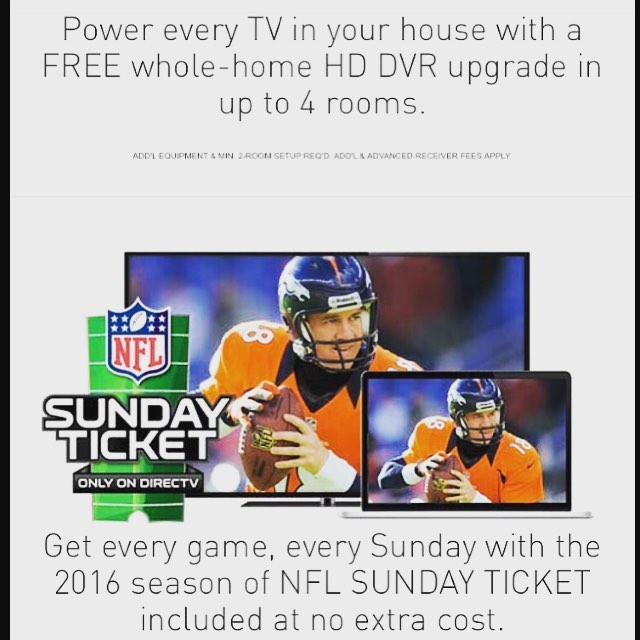 Power every TV in your house with a
FREE whole-home HD DVR upgrade in
up to 4 rooms.
ADD'L EQUIPMENT & MIN. 2-ROOM SETUP REQ'D. ADD'L & ADVANCED RECEIVER FEES APPLY.
NFL
SUNDAY
TICKET
ONLY ON DIRECTV
18
18
Get every game, every Sunday with the
2016 season of NFL SUNDAY TICKET
included at no extra cost.